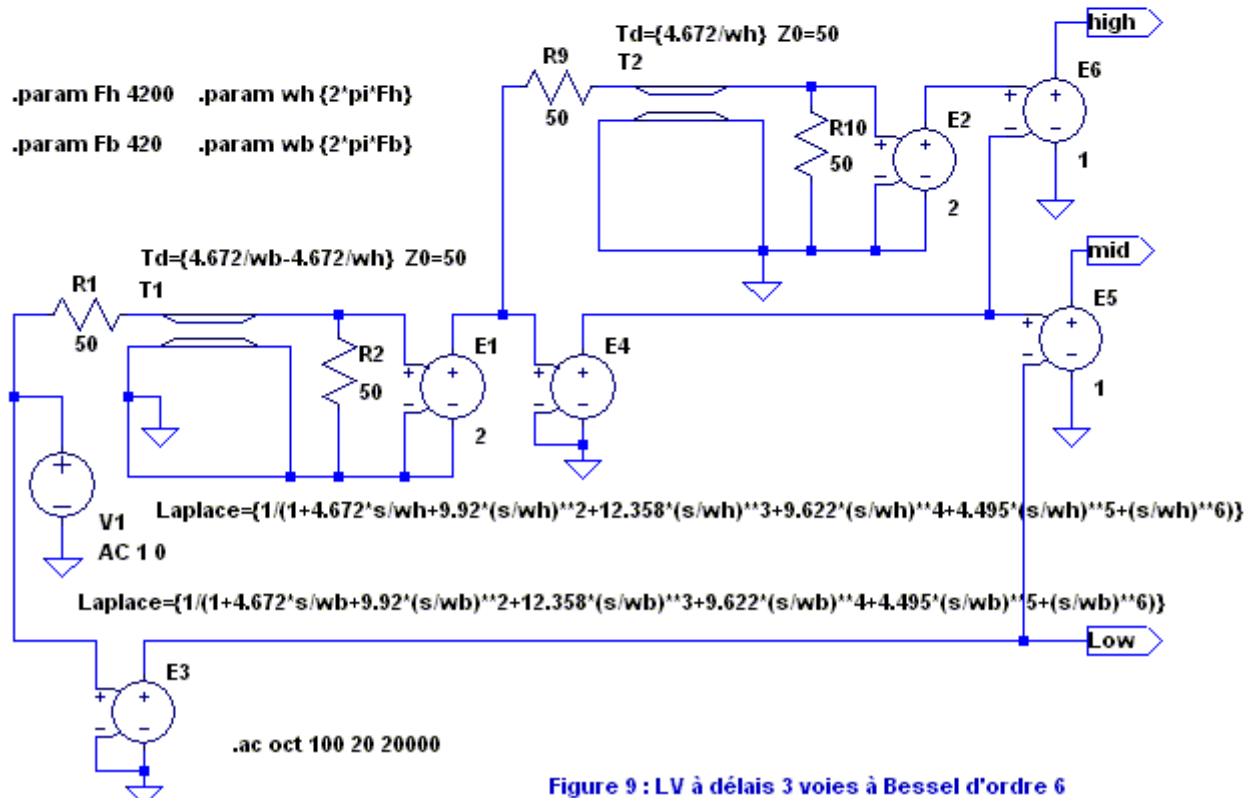 high
Td={4.672/wh} Z0=50
T2
R9
50
E6
1
.param Fh 4200 .param wh {2*pi*Fh}
.param Fb 420 .param wb {2*pi*Fb}
R10
50
E2
2
mid
Td={4.672/wb-4.672/wh} Z0=50
R1
50
T1
R2
50
E1
2
E4
E5
1
V1
AC 1 0
Laplace={1/(1+4.672*s/wh+9.92*(s/wh)**2+12.358*(s/wh)**3+9.622*(s/wh)**4+4.495*(s/wh)**5+(s/wh)**6)}
Laplace={1/(1+4.672*s/wb+9.92*(s/wb)**2+12.358*(s/wb)**3+9.622*(s/wb)**4+4.495*(s/wb)**5+(s/wb)**6)}
Low
E3
.ac oct 100 20 20000
Figure 9 : LV à délais 3 voies à Bessel d'ordre 6